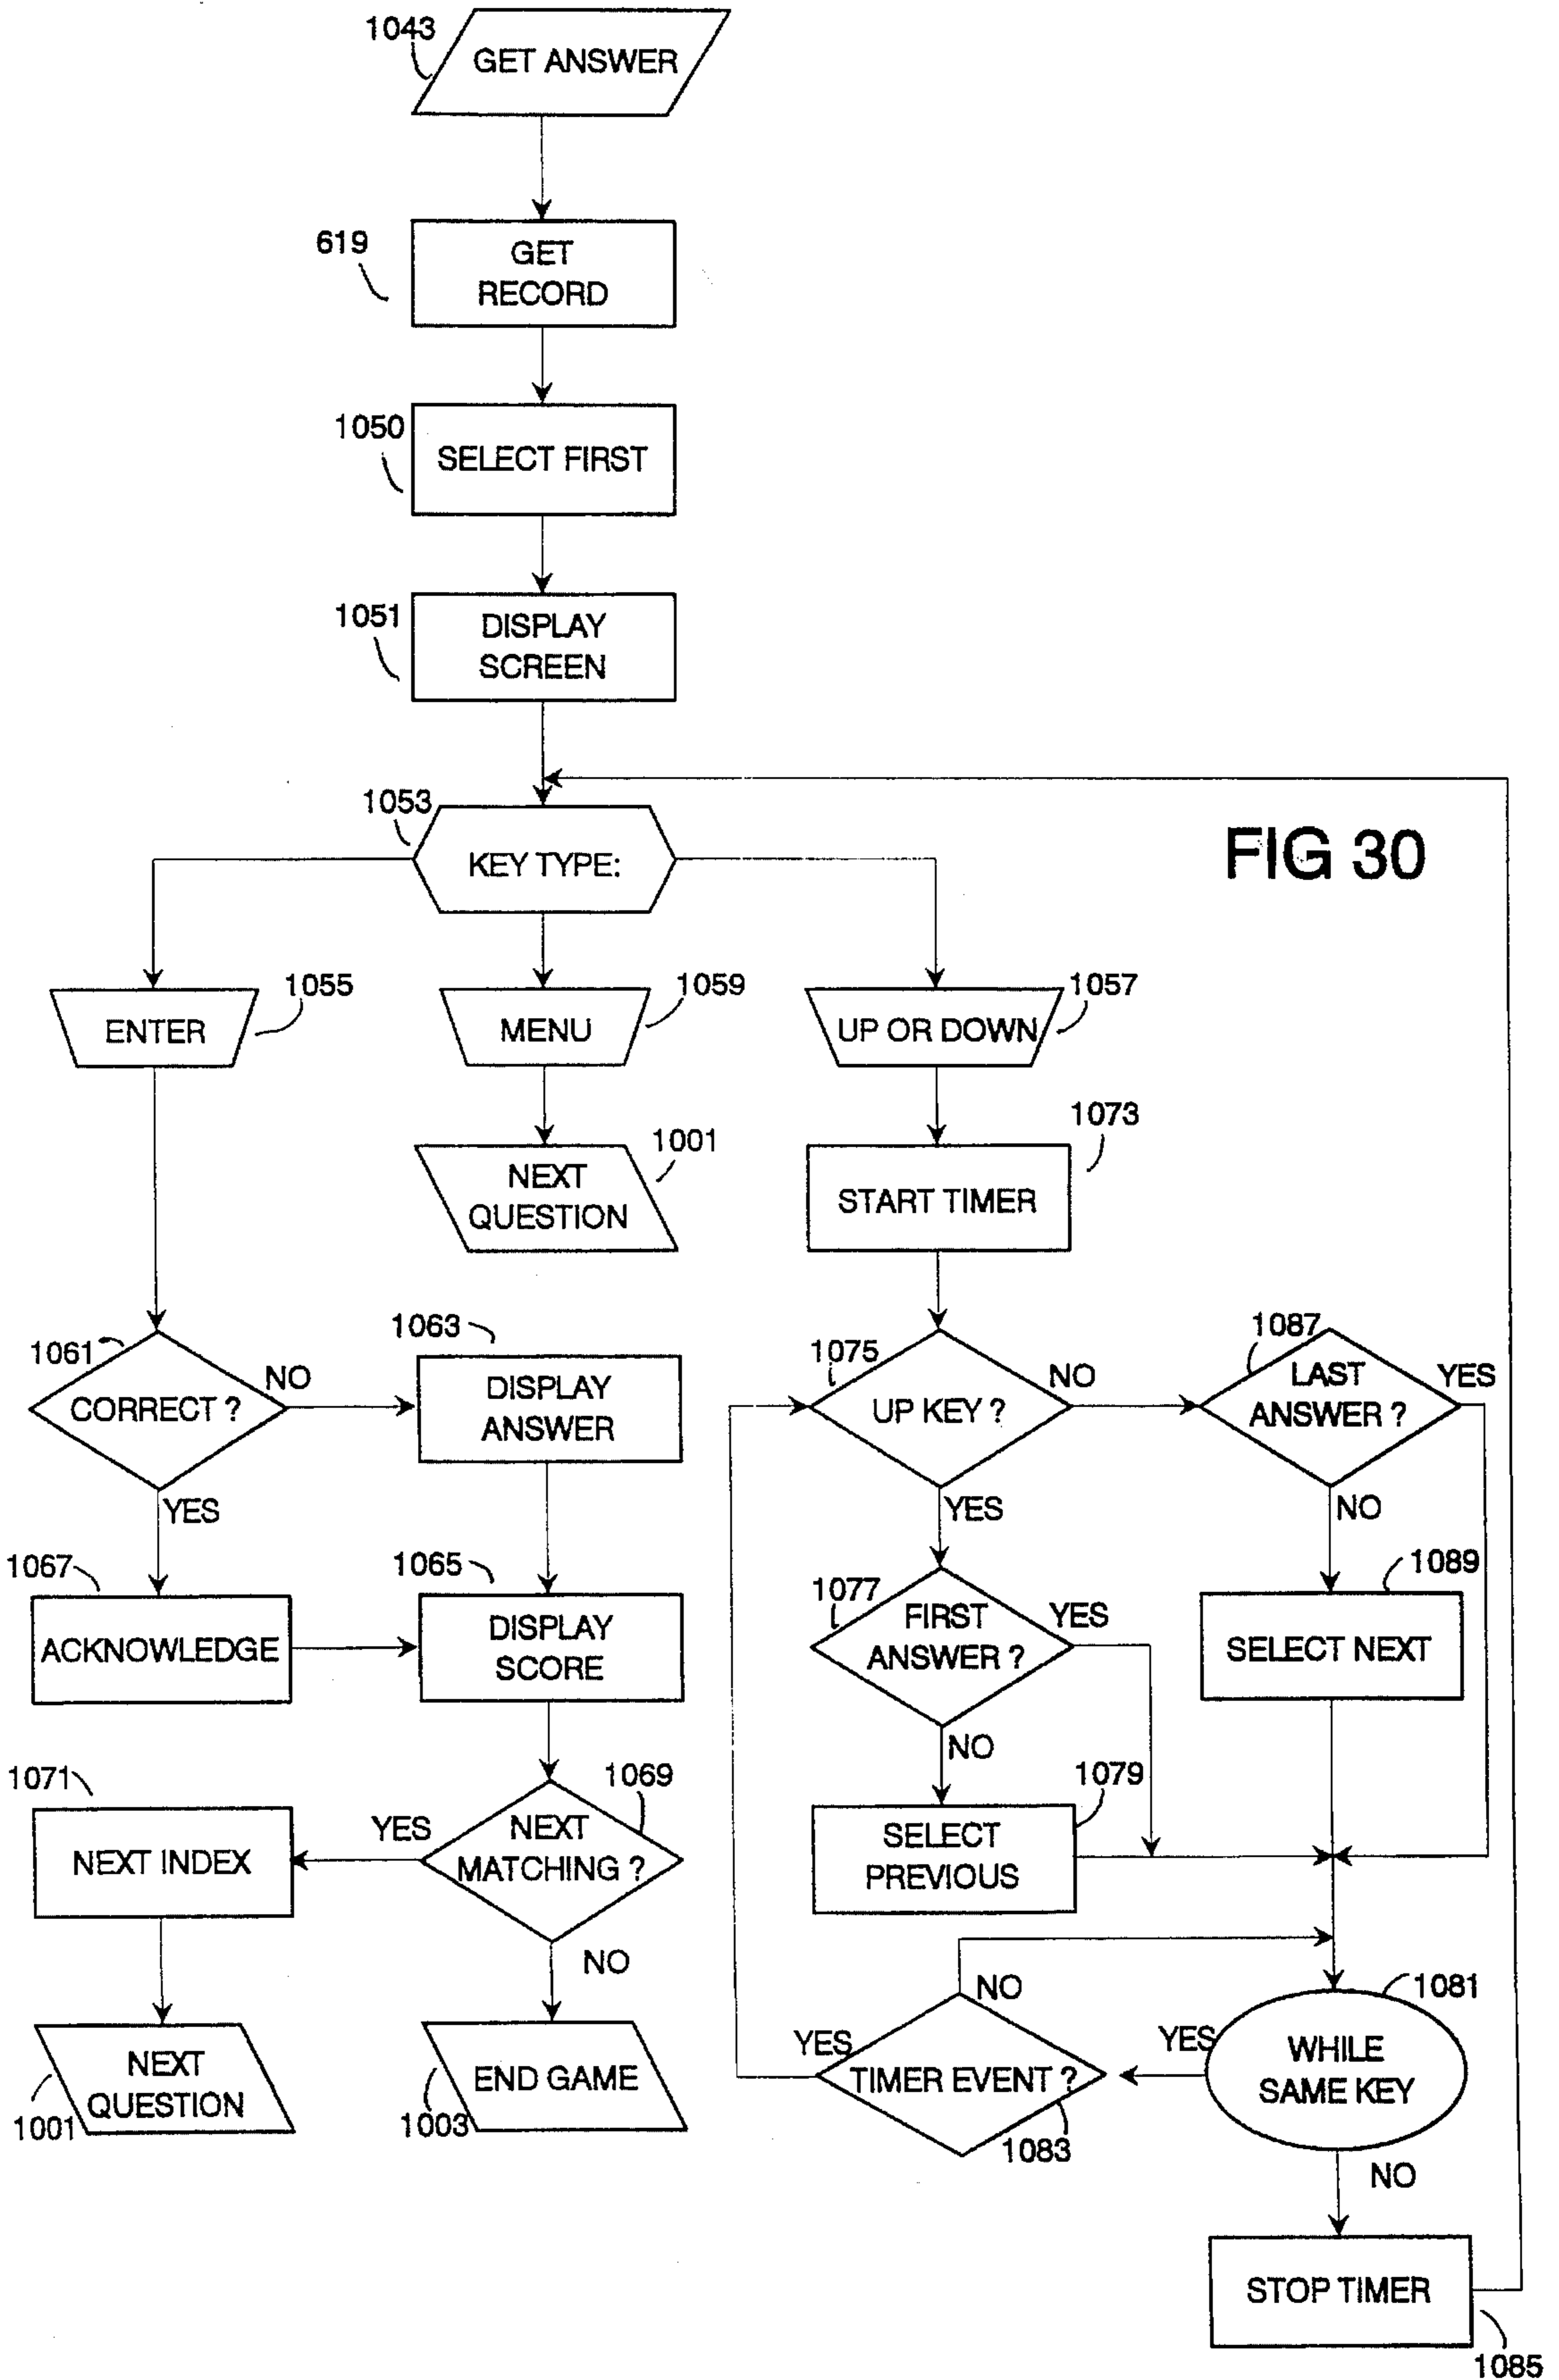 1043
GET ANSWER
619
GET
RECORD
1050
SELECT FIRST
1051
DISPLAY
SCREEN
1053
KEY TYPE:
FIG 30
ENTER
1055
MENU
1059
UP OR DOWN
1057
NEXT
QUESTION
1001
START TIMER
1073
1061
CORRECT ?
NO
YES
1063
DISPLAY
ANSWER
1075
UP KEY ?
NO
YES
1087
LAST
ANSWER ?
YES
NO
1067
ACKNOWLEDGE
1065
DISPLAY
SCORE
1077
FIRST
ANSWER ?
YES
NO
1089
SELECT NEXT
1071
NEXT INDEX
YES
1069
NEXT
MATCHING ?
NO
1079
SELECT
PREVIOUS
1001
NEXT
QUESTION
1003
END GAME
NO
YES
TIMER EVENT ?
1083
YES
1081
WHILE
SAME KEY
NO
STOP TIMER
1085